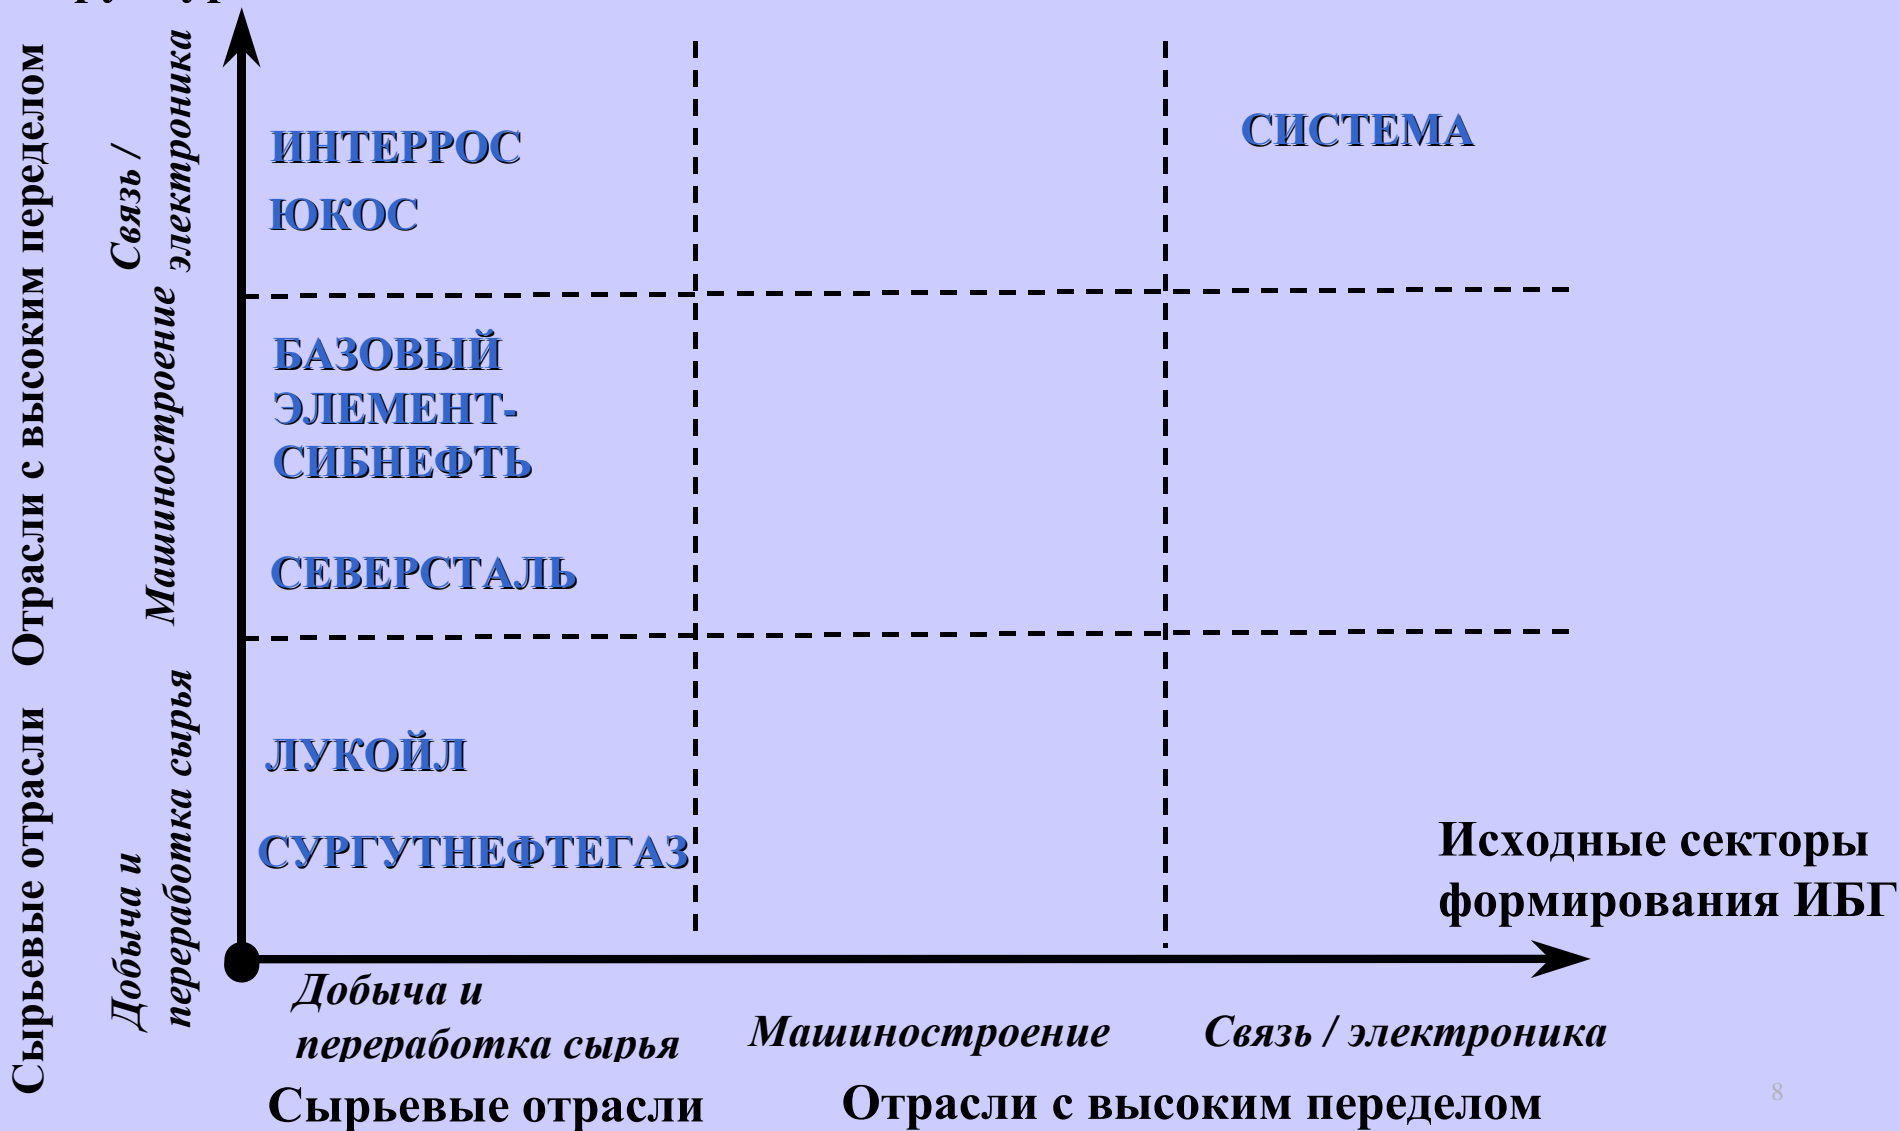 Отрасли с высоким переделом
Сырьевые отрасли
Связь /
электроника
Машиностроение
Добыча и
переработка сырья
ИНТЕРРОС
ЮКОС
СИСТЕМА
БАЗОВЫЙ
ЭЛЕМЕНТ-
СИБНЕФТЬ
СЕВЕРСТАЛЬ
ЛУКОЙЛ
СУРГУТНЕФТЕГАЗ
Исходные секторы
формирования ИБГ
Добыча и
переработка сырья
Машиностроение
Связь / электроника
Сырьевые отрасли
Отрасли с высоким переделом
8